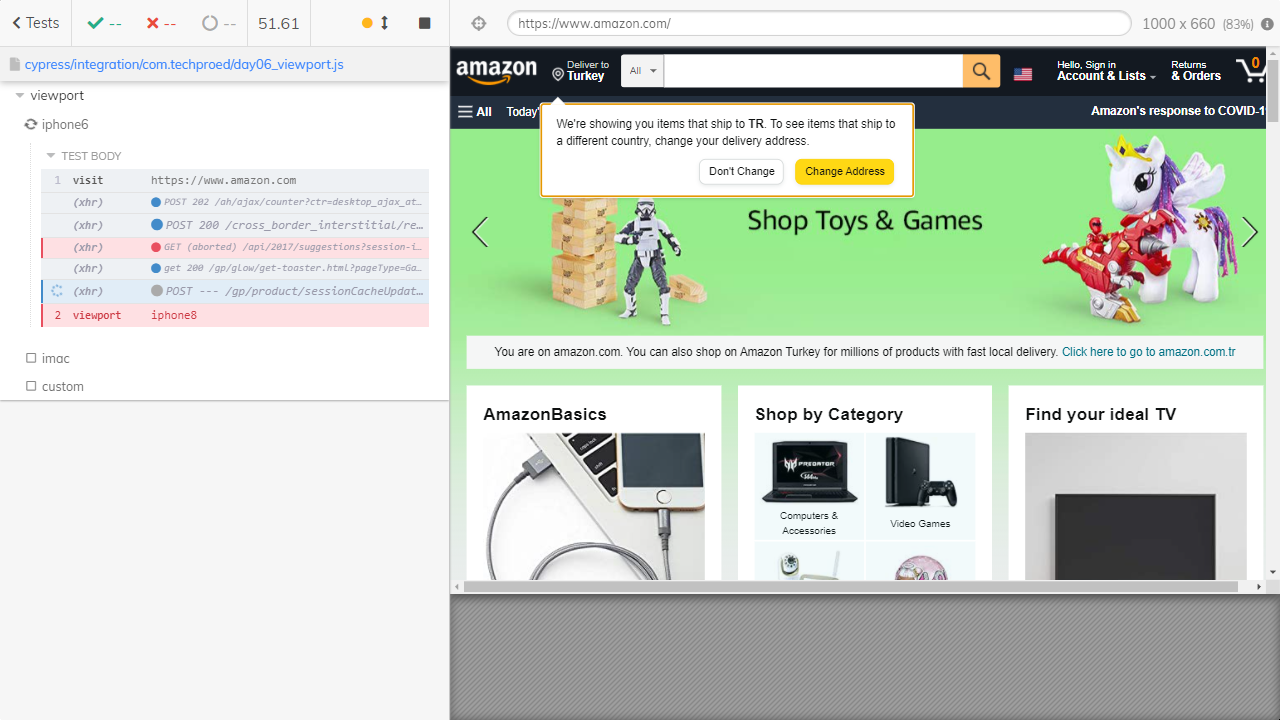 Tests
--
--
--
51.61
https://www.amazon.com/
1000 x 660 (83%)
cypress/integration/com.techproed/day06_viewport.js
viewport
iphone6
TEST BODY
1 visit https://www.amazon.com
(xhr) POST 202 /ah/ajax/counter?ctr=desktop_ajax_at…
(xhr) POST 200 /cross_border_interstitial/re…
(xhr) GET (aborted) /api/2017/suggestions?session-i…
(xhr) get 200 /gp/glow/get-toaster.html?pageType=Ga…
(xhr) POST --- /gp/product/sessionCacheUpdat…
2 viewport iphone8
imac
custom
amazon
Deliver to
Turkey
All
Hello, Sign in
Account & Lists
Returns
& Orders
0
All
Today'
Amazon's response to COVID-1
We're showing you items that ship to TR. To see items that ship to
a different country, change your delivery address.
Don't Change
Change Address
Shop Toys & Games
You are on amazon.com. You can also shop on Amazon Turkey for millions of products with fast local delivery. Click here to go to amazon.com.tr
AmazonBasics
Shop by Category
Find your ideal TV
PREDATOR
Computers &
Accessories
Video Games